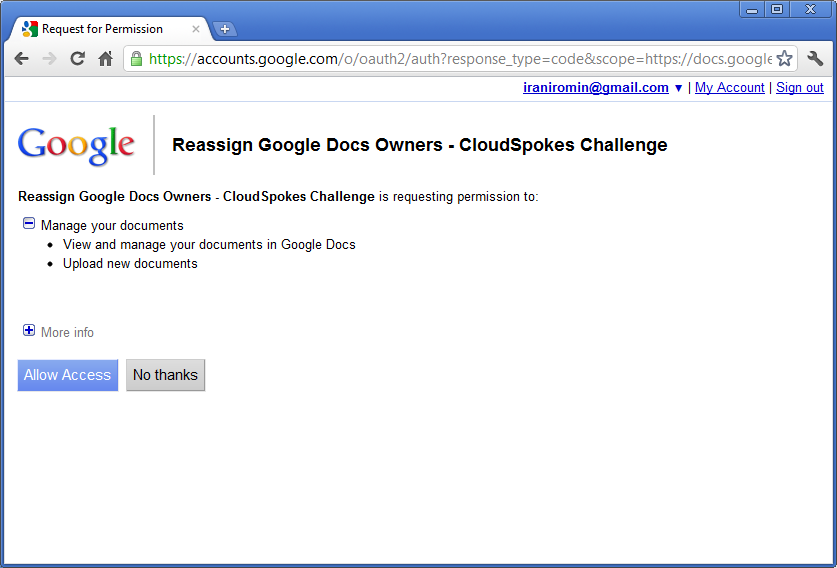 Request for Permission
https://accounts.google.com/o/oauth2/auth?response_type=code&scope=https://docs.google
iraniromin@gmail.com ▼ | My Account | Sign out
Google
Reassign Google Docs Owners - CloudSpokes Challenge
Reassign Google Docs Owners - CloudSpokes Challenge is requesting permission to:
Manage your documents
• View and manage your documents in Google Docs
• Upload new documents
More info
Allow Access No thanks